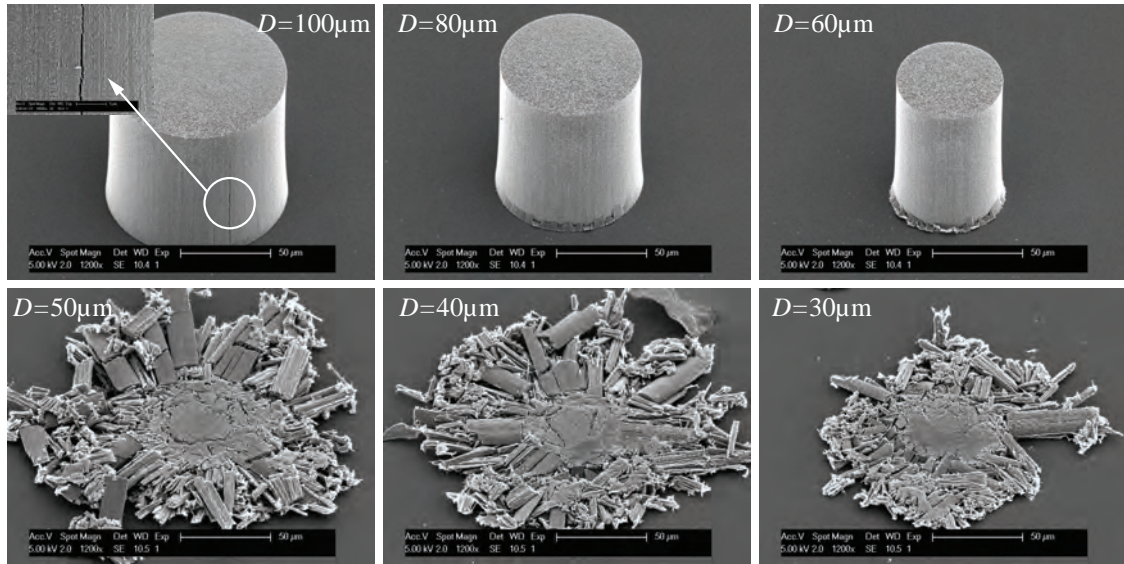 D=100µm
Acc.V Spot Magn Det WD Exp
5.00 kV 2.0 1200x SE 10.4 1
50 µm
D=80µm
Acc.V Spot Magn Det WD Exp
5.00 kV 2.0 1200x SE 10.4 1
50 µm
D=60µm
Acc.V Spot Magn Det WD Exp
5.00 kV 2.0 1200x SE 10.4 1
50 µm
D=50µm
Acc.V Spot Magn Det WD Exp
5.00 kV 2.0 1200x SE 10.5 1
50 µm
D=40µm
Acc.V Spot Magn Det WD Exp
5.00 kV 2.0 1200x SE 10.5 1
50 µm
D=30µm
Acc.V Spot Magn Det WD Exp
5.00 kV 2.0 1200x SE 10.5 1
50 µm